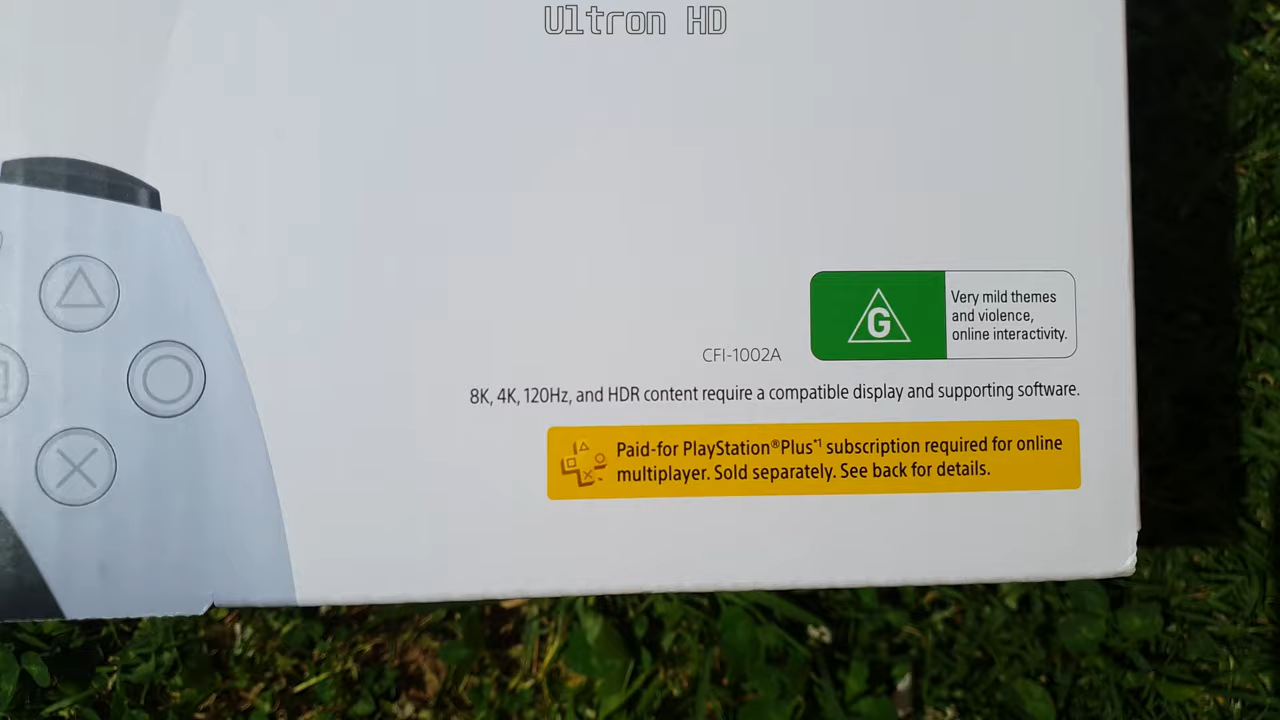 Ultron HD
G
Very mild themes
and violence,
online interactivity.
CFI-1002A
8K, 4K, 120Hz, and HDR content require a compatible display and supporting software.
Paid-for PlayStation®Plus*1 subscription required for online
multiplayer. Sold separately. See back for details.